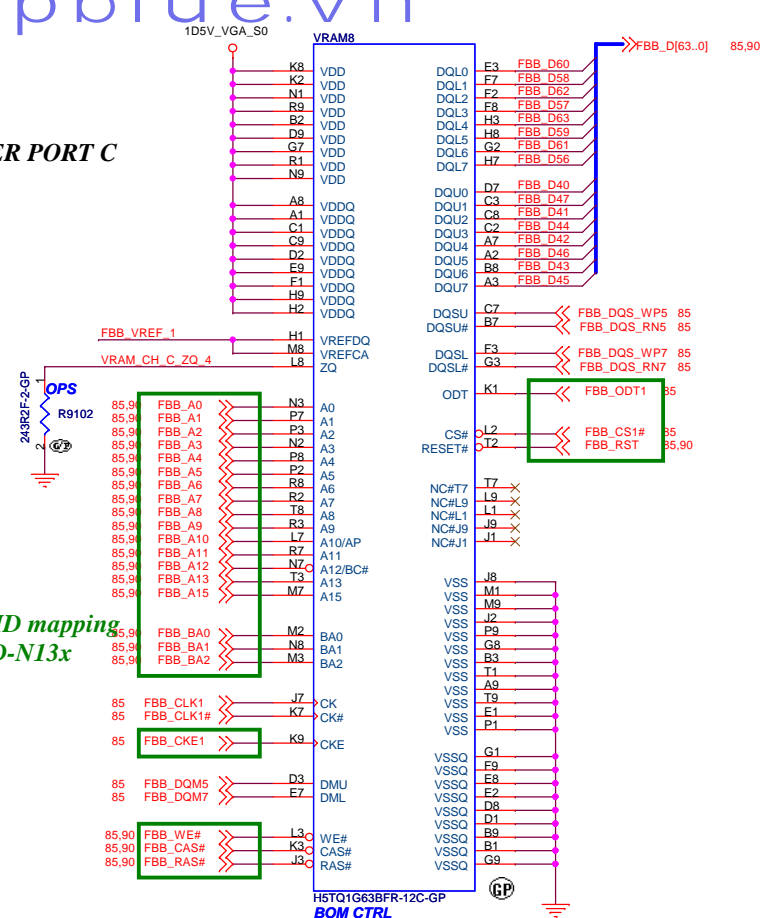 pblue.vn
1D5V_VGA_S0
VRAM8
FBB_D[63..0] 85,90
ER PORT C
K8 VDD
K2 VDD
N1 VDD
R9 VDD
B2 VDD
D9 VDD
G7 VDD
R1 VDD
N9 VDD
A8 VDDQ
A1 VDDQ
C1 VDDQ
C9 VDDQ
D2 VDDQ
E9 VDDQ
F1 VDDQ
H9 VDDQ
H2 VDDQ
FBB_VREF_1 H1 VREFDQ
M8 VREFCA
VRAM_CH_C_ZQ_4 L8 ZQ
243R2F-2-GP
1
2
OPS
R9102
GP
85,90 FBB_A0 N3 A0
85,90 FBB_A1 P7 A1
85,90 FBB_A2 P3 A2
85,90 FBB_A3 N2 A3
85,90 FBB_A4 P8 A4
85,90 FBB_A5 P2 A5
85,90 FBB_A6 R8 A6
85,90 FBB_A7 R2 A7
85,90 FBB_A8 T8 A8
85,90 FBB_A9 R3 A9
85,90 FBB_A10 L7 A10/AP
85,90 FBB_A11 R7 A11
85,90 FBB_A12 N7 A12/BC#
85,90 FBB_A13 T3 A13
85,90 FBB_A15 M7 A15
ID mapping
D-N13x
85,90 FBB_BA0 M2 BA0
85,90 FBB_BA1 N8 BA1
85,90 FBB_BA2 M3 BA2
85 FBB_CLK1 J7 CK
85 FBB_CLK1# K7 CK#
85 FBB_CKE1 K9 CKE
85 FBB_DQM5 D3 DMU
85 FBB_DQM7 E7 DML
85,90 FBB_WE# L3 WE#
85,90 FBB_CAS# K3 CAS#
85,90 FBB_RAS# J3 RAS#
DQL0 E3 FBB_D60
DQL1 F7 FBB_D58
DQL2 F2 FBB_D62
DQL3 F8 FBB_D57
DQL4 H3 FBB_D63
DQL5 H8 FBB_D59
DQL6 G2 FBB_D61
DQL7 H7 FBB_D56
DQU0 D7 FBB_D40
DQU1 C3 FBB_D47
DQU2 C8 FBB_D41
DQU3 C2 FBB_D44
DQU4 A7 FBB_D42
DQU5 A2 FBB_D46
DQU6 B8 FBB_D43
DQU7 A3 FBB_D45
DQSU C7 FBB_DQS_WP5 85
DQSU# B7 FBB_DQS_RN5 85
DQSL F3 FBB_DQS_WP7 85
DQSL# G3 FBB_DQS_RN7 85
ODT K1 FBB_ODT1 85
CS# L2 FBB_CS1# 85
RESET# T2 FBB_RST 85,90
NC#T7 T7
NC#L9 L9
NC#L1 L1
NC#J9 J9
NC#J1 J1
VSS J8
VSS M1
VSS M9
VSS J2
VSS P9
VSS G8
VSS B3
VSS T1
VSS A9
VSS T9
VSS E1
VSS P1
VSSQ G1
VSSQ F9
VSSQ E8
VSSQ E2
VSSQ D8
VSSQ D1
VSSQ B9
VSSQ B1
VSSQ G9
H5TQ1G63BFR-12C-GP
GP
BOM CTRL